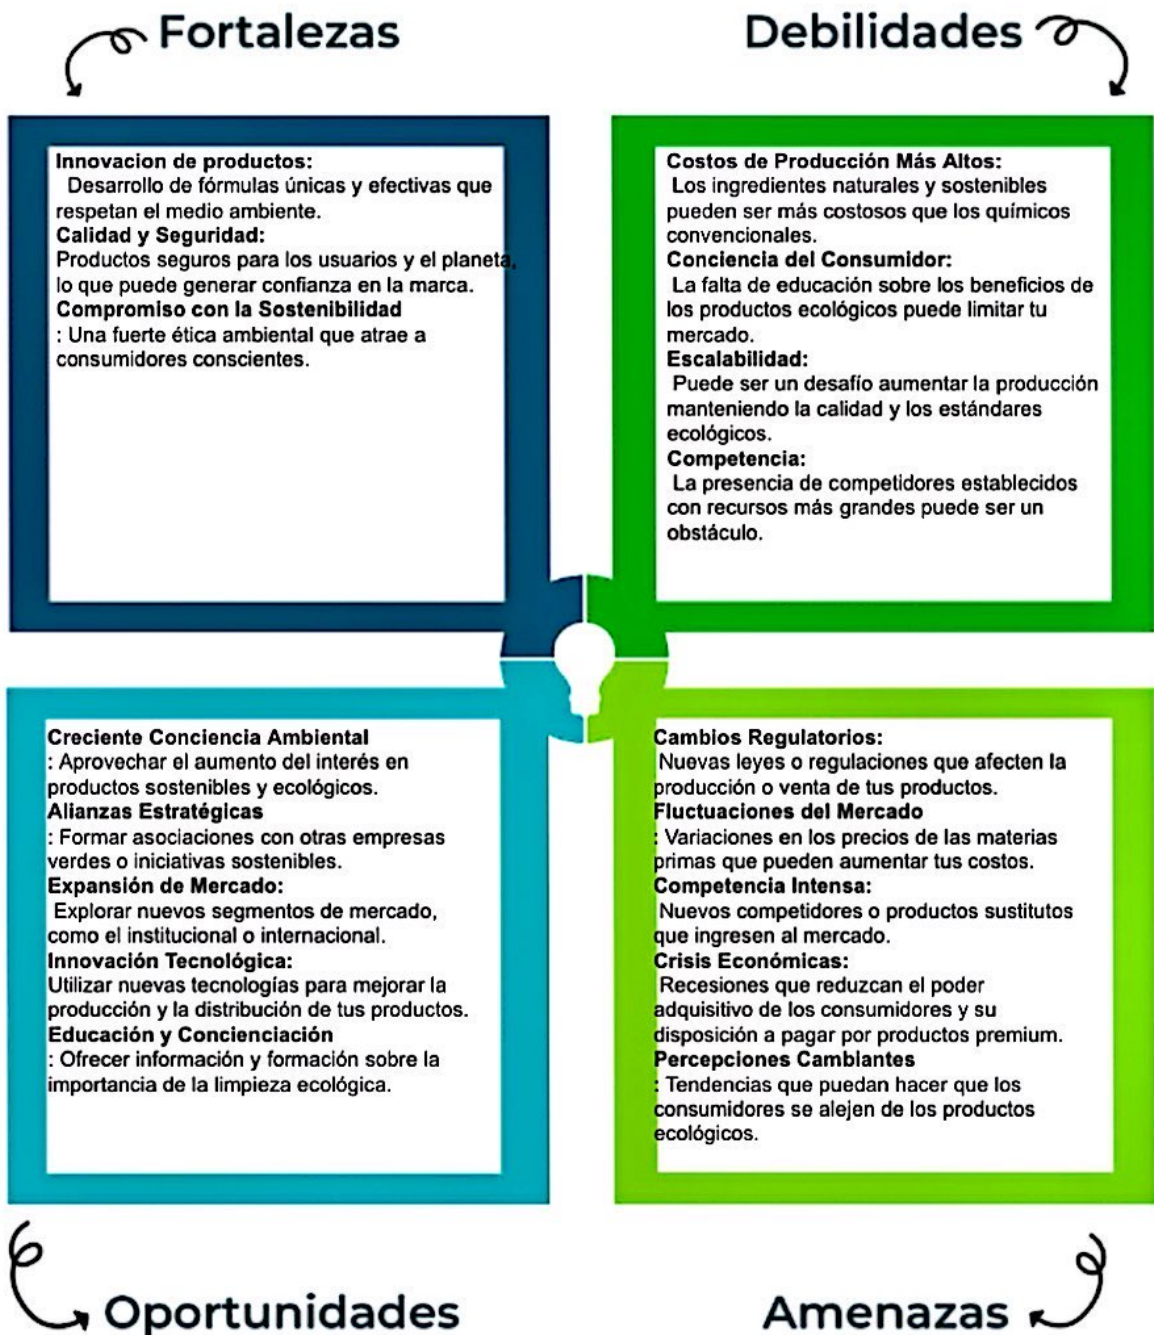 Fortalezas
Innovacion de productos:
Desarrollo de fórmulas únicas y efectivas que
respetan el medio ambiente.
Calidad y Seguridad:
Productos seguros para los usuarios y el planeta,
lo que puede generar confianza en la marca.
Compromiso con la Sostenibilidad
: Una fuerte ética ambiental que atrae a
consumidores conscientes.
Debilidades
Costos de Producción Más Altos:
Los ingredientes naturales y sostenibles
pueden ser más costosos que los químicos
convencionales.
Conciencia del Consumidor:
La falta de educación sobre los beneficios de
los productos ecológicos puede limitar tu
mercado.
Escalabilidad:
Puede ser un desafío aumentar la producción
manteniendo la calidad y los estándares
ecológicos.
Competencia:
La presencia de competidores establecidos
con recursos más grandes puede ser un
obstáculo.
Creciente Conciencia Ambiental
: Aprovechar el aumento del interés en
productos sostenibles y ecológicos.
Alianzas Estratégicas
: Formar asociaciones con otras empresas
verdes o iniciativas sostenibles.
Expansión de Mercado:
Explorar nuevos segmentos de mercado,
como el institucional o internacional.
Innovación Tecnológica:
Utilizar nuevas tecnologías para mejorar la
producción y la distribución de tus productos.
Educación y Concienciación
: Ofrecer información y formación sobre la
importancia de la limpieza ecológica.
Oportunidades
Cambios Regulatorios:
Nuevas leyes o regulaciones que afecten la
producción o venta de tus productos.
Fluctuaciones del Mercado
: Variaciones en los precios de las materias
primas que pueden aumentar tus costos.
Competencia Intensa:
Nuevos competidores o productos sustitutos
que ingresen al mercado.
Crisis Económicas:
Recesiones que reduzcan el poder
adquisitivo de los consumidores y su
disposición a pagar por productos premium.
Percepciones Cambiantes
: Tendencias que puedan hacer que los
consumidores se alejen de los productos
ecológicos.
Amenazas